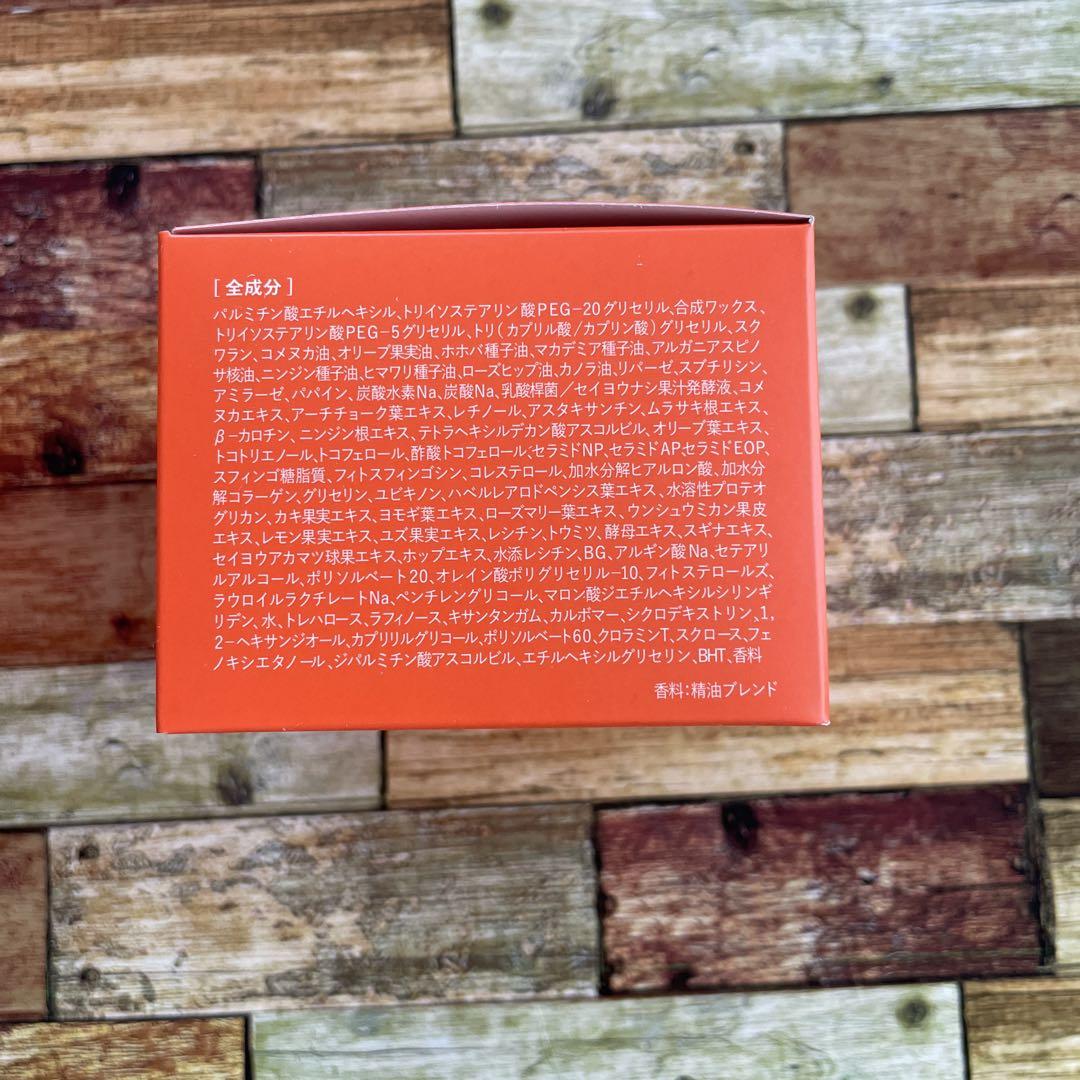 [ 全成分 ]
パルミチン酸エチルヘキシル、トリイソステアリン酸PEG-20グリセリル、合成ワックス、
トリイソステアリン酸PEG-5グリセリル、トリ(カプリル酸/カプリン酸)グリセリル、スク
ワラン、コメヌカ油、オリーブ果実油、ホホバ種子油、マカデミア種子油、アルガニアスピノ
サ核油、ニンジン種子油、ヒマワリ種子油、ローズヒップ油、カノラ油、リパーゼ、スブチリシン、
アミラーゼ、パパイン、炭酸水素Na、炭酸Na、乳酸桿菌/セイヨウナシ果汁発酵液、コメ
ヌカエキス、アーチチョーク葉エキス、レチノール、アスタキサンチン、ムラサキ根エキス、
β-カロチン、ニンジン根エキス、テトラヘキシルデカン酸アスコルビル、オリーブ葉エキス、
トコトリエノール、トコフェロール、酢酸トコフェロール、セラミドNP、セラミドAP、セラミドEOP、
スフィンゴ糖脂質、フィトスフィンゴシン、コレステロール、加水分解ヒアルロン酸、加水分
解コラーゲン、グリセリン、ユビキノン、ハベルレアロドペンシス葉エキス、水溶性プロテオ
グリカン、カキ果実エキス、ヨモギ葉エキス、ローズマリー葉エキス、ウンシュウミカン果皮
エキス、レモン果実エキス、ユズ果実エキス、レシチン、トウミツ、酵母エキス、スギナエキス、
セイヨウアカマツ球果エキス、ホップエキス、水添レシチン、BG、アルギン酸Na、セテアリ
ルアルコール、ポリソルベート20、オレイン酸ポリグリセリル-10、フィトステロールズ、
ラウロイルラクチレートNa、ペンチレングリコール、マロン酸ジエチルヘキシルシリンギ
リデン、水、トレハロース、ラフィノース、キサンタンガム、カルボマー、シクロデキストリン、1,
2-ヘキサンジオール、カプリリルグリコール、ポリソルベート60、クロラミンT、スクロース、フェ
ノキシエタノール、ジパルミチン酸アスコルビル、エチルヘキシルグリセリン、BHT、香料
香料:精油ブレンド